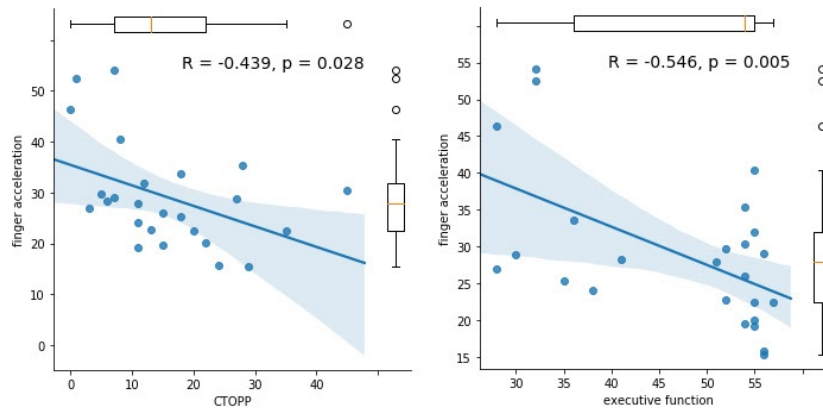 R = -0.439, p = 0.028
finger acceleration
50
40
30
20
10
0
0 10 20 30 40
CTOPP
R = -0.546, p = 0.005
finger acceleration
55
50
45
40
35
30
25
20
15
30 35 40 45 50 55
executive function